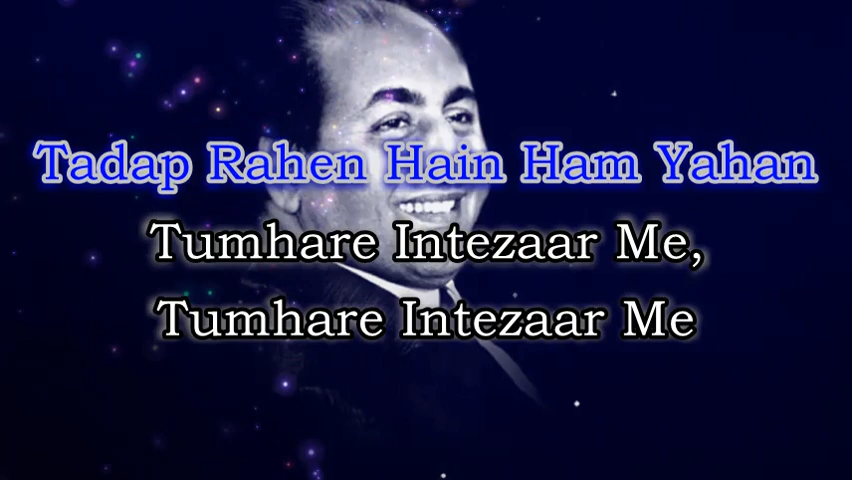 Tadap Rahen Hain Ham Yahan
Tumhare Intezaar Me,
Tumhare Intezaar Me